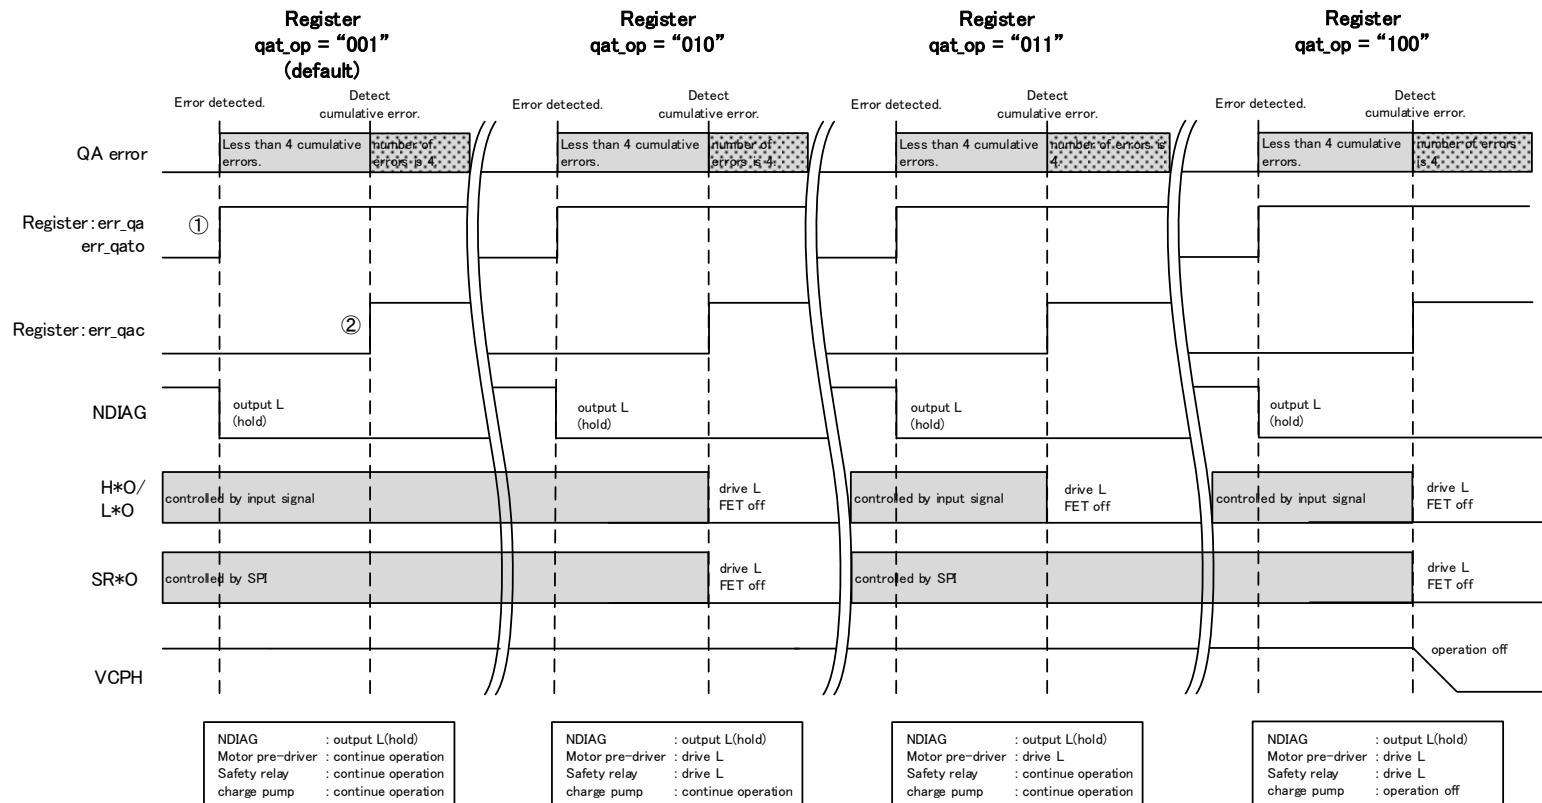 Register
qat_op = “001”
(default)
Register
qat_op = “010”
Register
qat_op = “011”
Register
qat_op = “100”
Error detected.
Detect
cumulative error.
Error detected.
Detect
cumulative error.
Error detected.
Detect
cumulative error.
Error detected.
Detect
cumulative error.
QA error
Less than 4 cumulative
errors.
number of
errors is 4.
Less than 4 cumulative
errors.
number of
errors is 4.
Less than 4 cumulative
errors.
number of errors is
4.
Less than 4 cumulative
errors.
number of errors
is 4.
Register:err_qa
err_qato
①
Register:err_qac
②
NDIAG
output L
(hold)
output L
(hold)
output L
(hold)
output L
(hold)
H*O/
L*O
controlled by input signal
drive L
FET off
controlled by input signal
drive L
FET off
controlled by input signal
drive L
FET off
SR*O
controlled by SPI
drive L
FET off
controlled by SPI
drive L
FET off
VCPH
operation off
NDIAG : output L(hold)
Motor pre-driver : continue operation
Safety relay : continue operation
charge pump : continue operation
NDIAG : output L(hold)
Motor pre-driver : drive L
Safety relay : drive L
charge pump : continue operation
NDIAG : output L(hold)
Motor pre-driver : drive L
Safety relay : continue operation
charge pump : continue operation
NDIAG : output L(hold)
Motor pre-driver : drive L
Safety relay : drive L
charge pump : operation off